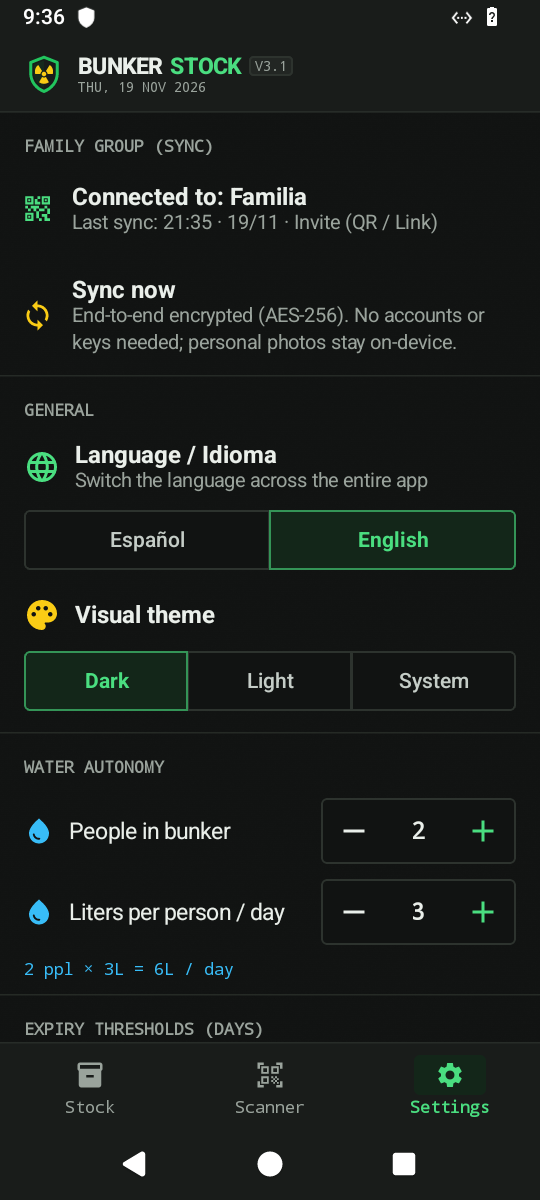 9:36
BUNKER STOCK V3.1
THU, 19 NOV 2026
FAMILY GROUP (SYNC)
Connected to: Familia
Last sync: 21:35 · 19/11 · Invite (QR / Link)
Sync now
End-to-end encrypted (AES-256). No accounts or
keys needed; personal photos stay on-device.
GENERAL
Language / Idioma
Switch the language across the entire app
Español English
Visual theme
Dark Light System
WATER AUTONOMY
People in bunker — 2 +
Liters per person / day — 3 +
2 ppl × 3L = 6L / day
EXPIRY THRESHOLDS (DAYS)
Stock Scanner Settings